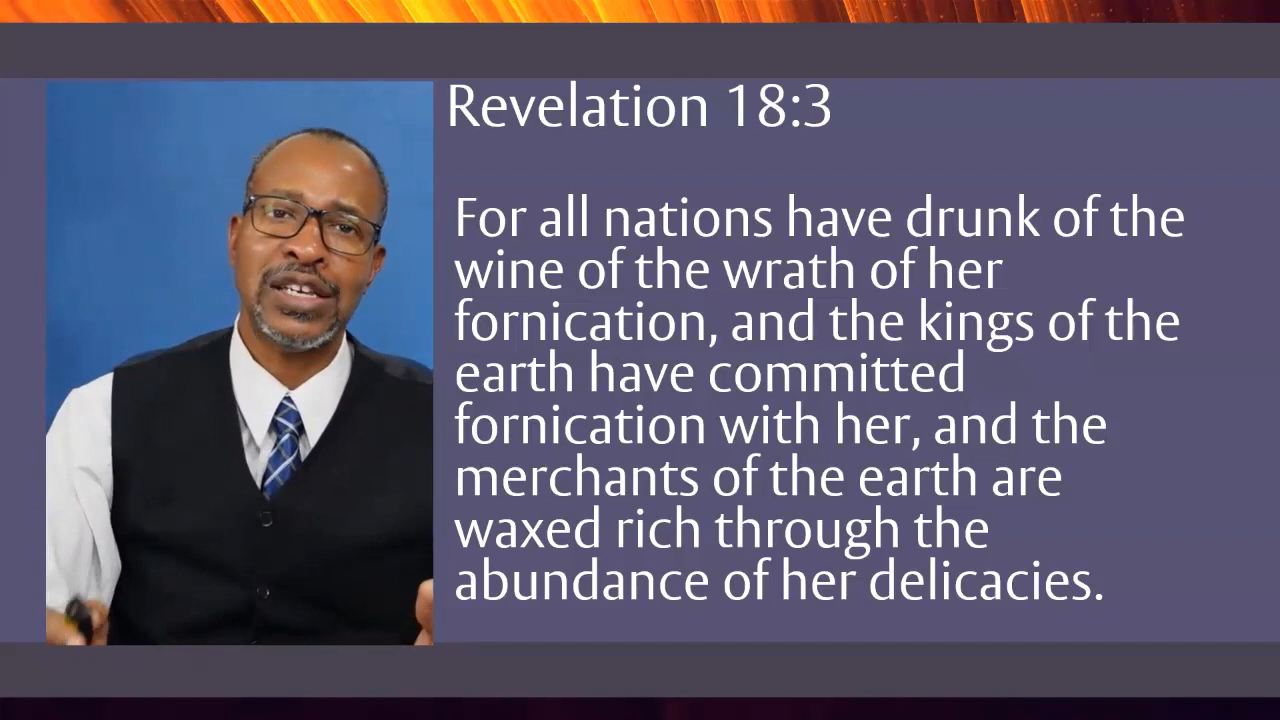 Revelation 18:3
For all nations have drunk of the
wine of the wrath of her
fornication, and the kings of the
earth have committed
fornication with her, and the
merchants of the earth are
waxed rich through the
abundance of her delicacies.